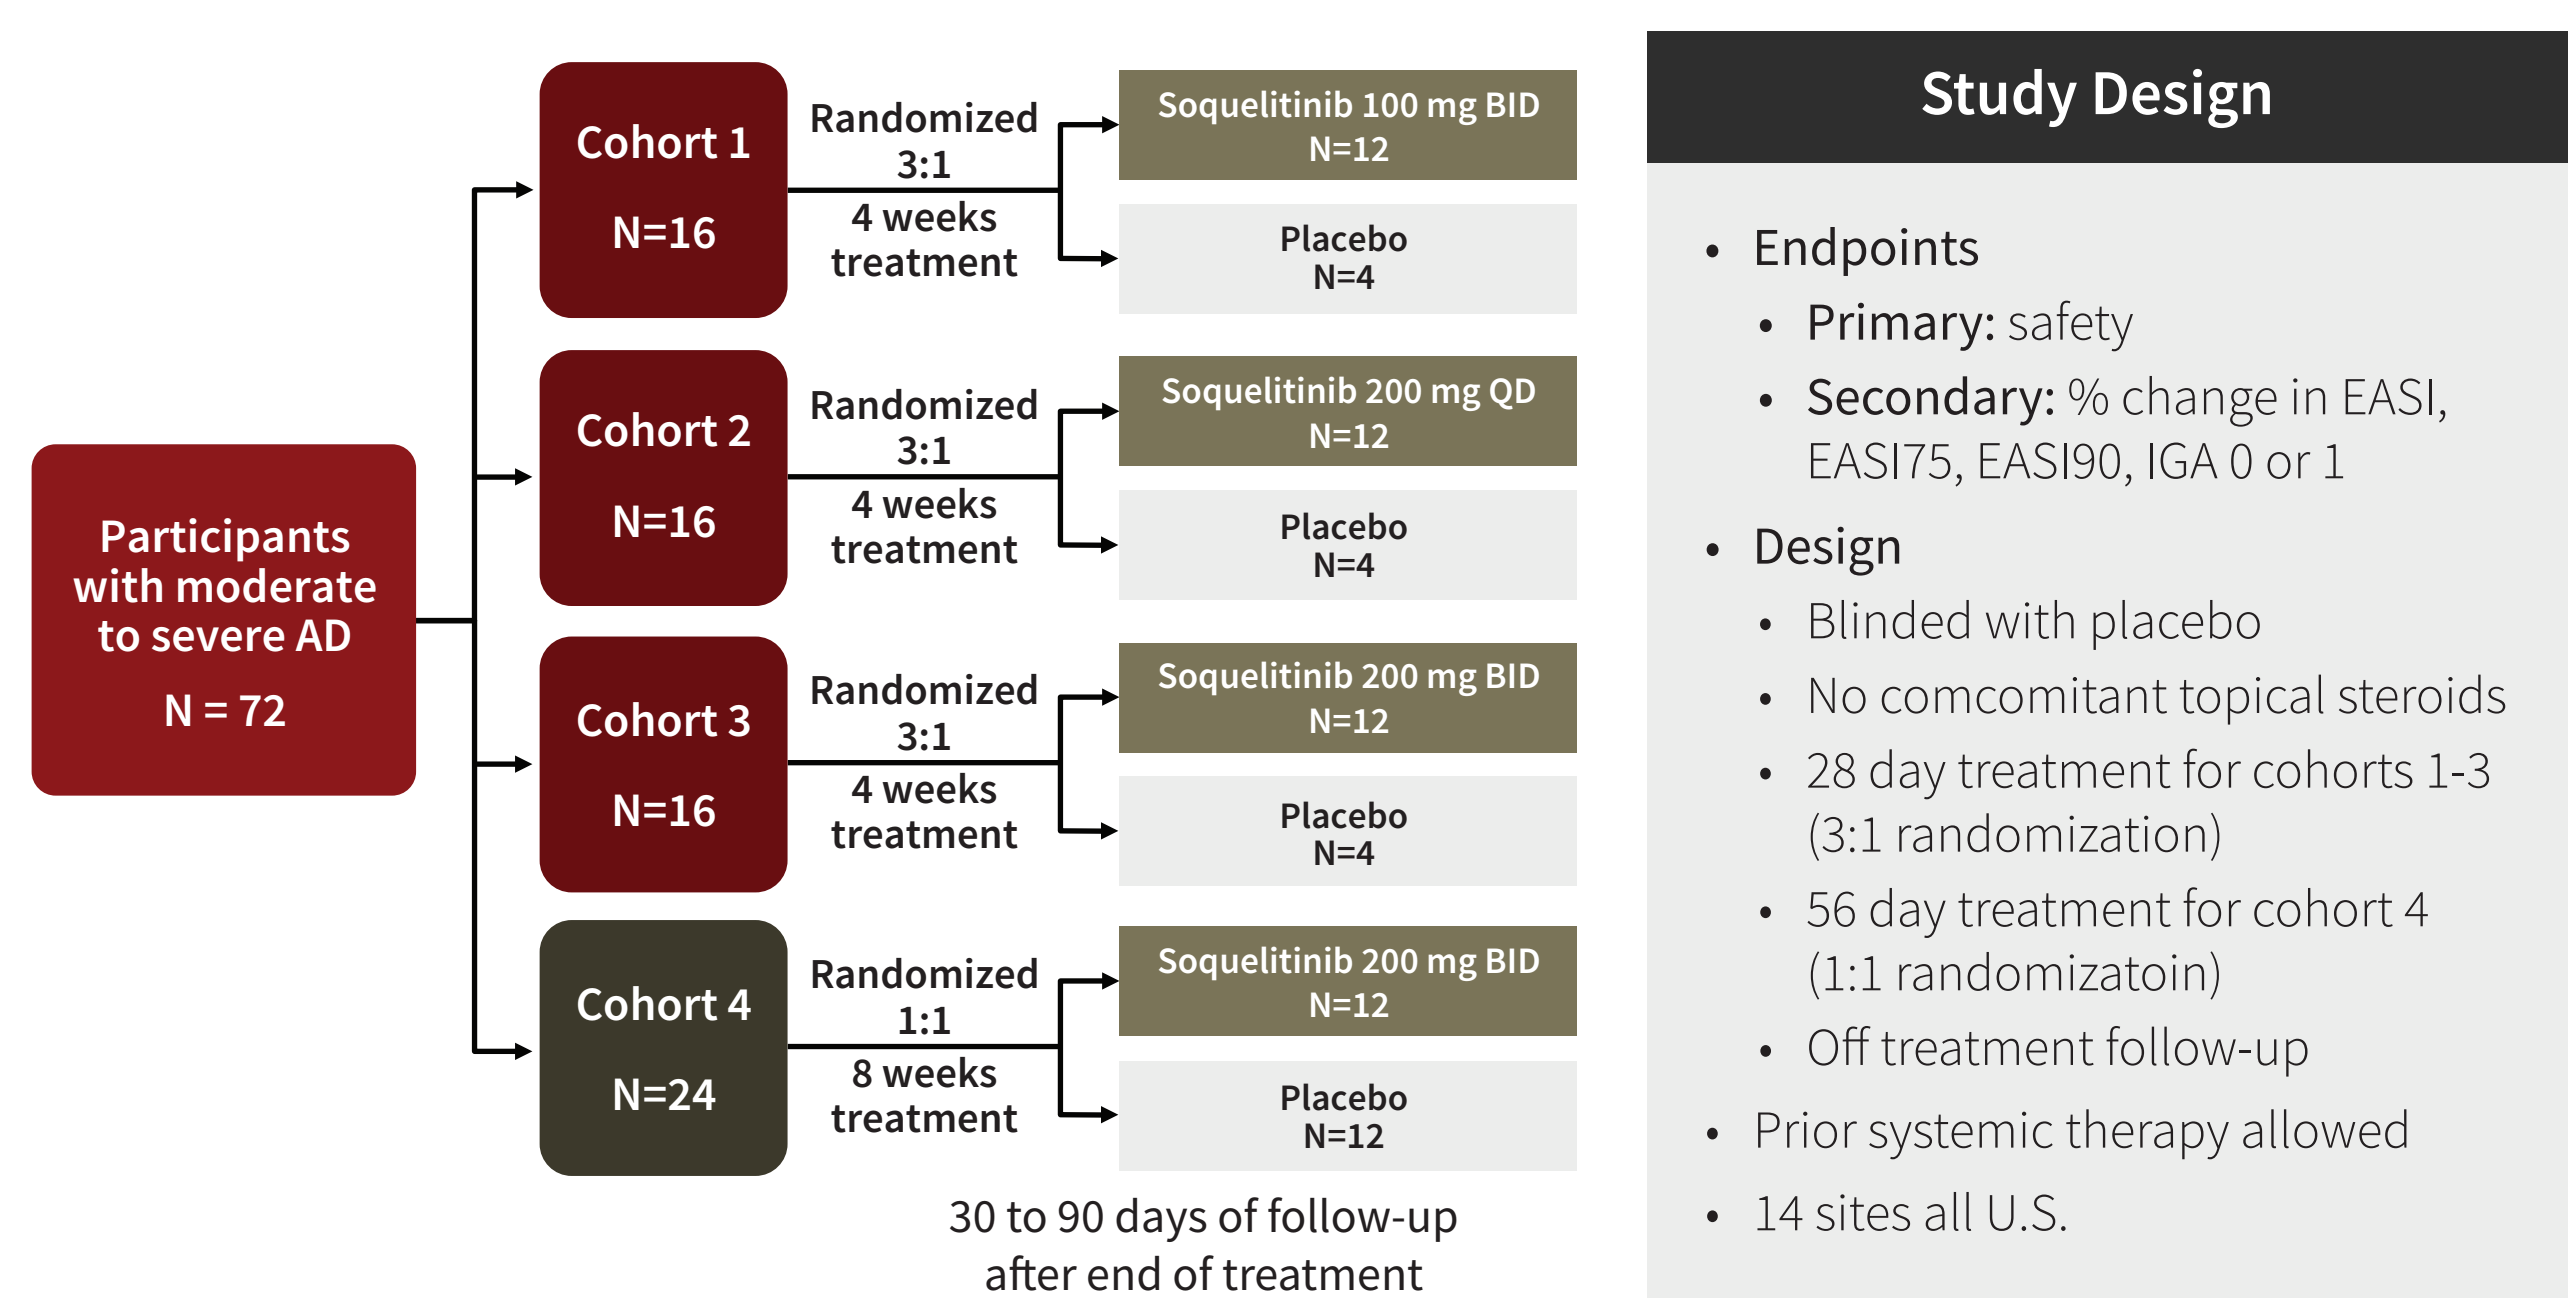 Participants
with moderate
to severe AD
N = 72
Cohort 1
N=16
Randomized
3:1
4 weeks
treatment
Soquelitinib 100 mg BID
N=12
Placebo
N=4
Cohort 2
N=16
Randomized
3:1
4 weeks
treatment
Soquelitinib 200 mg QD
N=12
Placebo
N=4
Cohort 3
N=16
Randomized
3:1
4 weeks
treatment
Soquelitinib 200 mg BID
N=12
Placebo
N=4
Cohort 4
N=24
Randomized
1:1
8 weeks
treatment
Soquelitinib 200 mg BID
N=12
Placebo
N=12
30 to 90 days of follow-up
after end of treatment
Study Design
• Endpoints
• Primary: safety
• Secondary: % change in EASI,
EASI75, EASI90, IGA 0 or 1
• Design
• Blinded with placebo
• No comcomitant topical steroids
• 28 day treatment for cohorts 1-3
(3:1 randomization)
• 56 day treatment for cohort 4
(1:1 randomizatoin)
• Off treatment follow-up
• Prior systemic therapy allowed
• 14 sites all U.S.